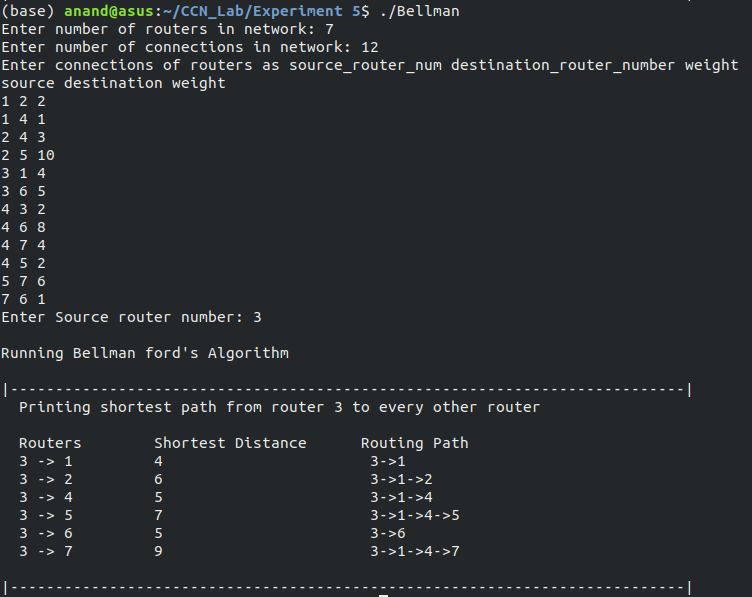 (base) anand@asus:~/CCN_Lab/Experiment 5$ ./Bellman
Enter number of routers in network: 7
Enter number of connections in network: 12
Enter connections of routers as source_router_num destination_router_number weight
source destination weight
1 2 2
1 4 1
2 4 3
2 5 10
3 1 4
3 6 5
4 3 2
4 6 8
4 7 4
4 5 2
5 7 6
7 6 1
Enter Source router number: 3
Running Bellman ford's Algorithm
|---------------------------------------------------------------------------|
Printing shortest path from router 3 to every other router
Routers Shortest Distance Routing Path
3 -> 1 4 3->1
3 -> 2 6 3->1->2
3 -> 4 5 3->1->4
3 -> 5 7 3->1->4->5
3 -> 6 5 3->6
3 -> 7 9 3->1->4->7
|---------------------------------------------------------------------------|